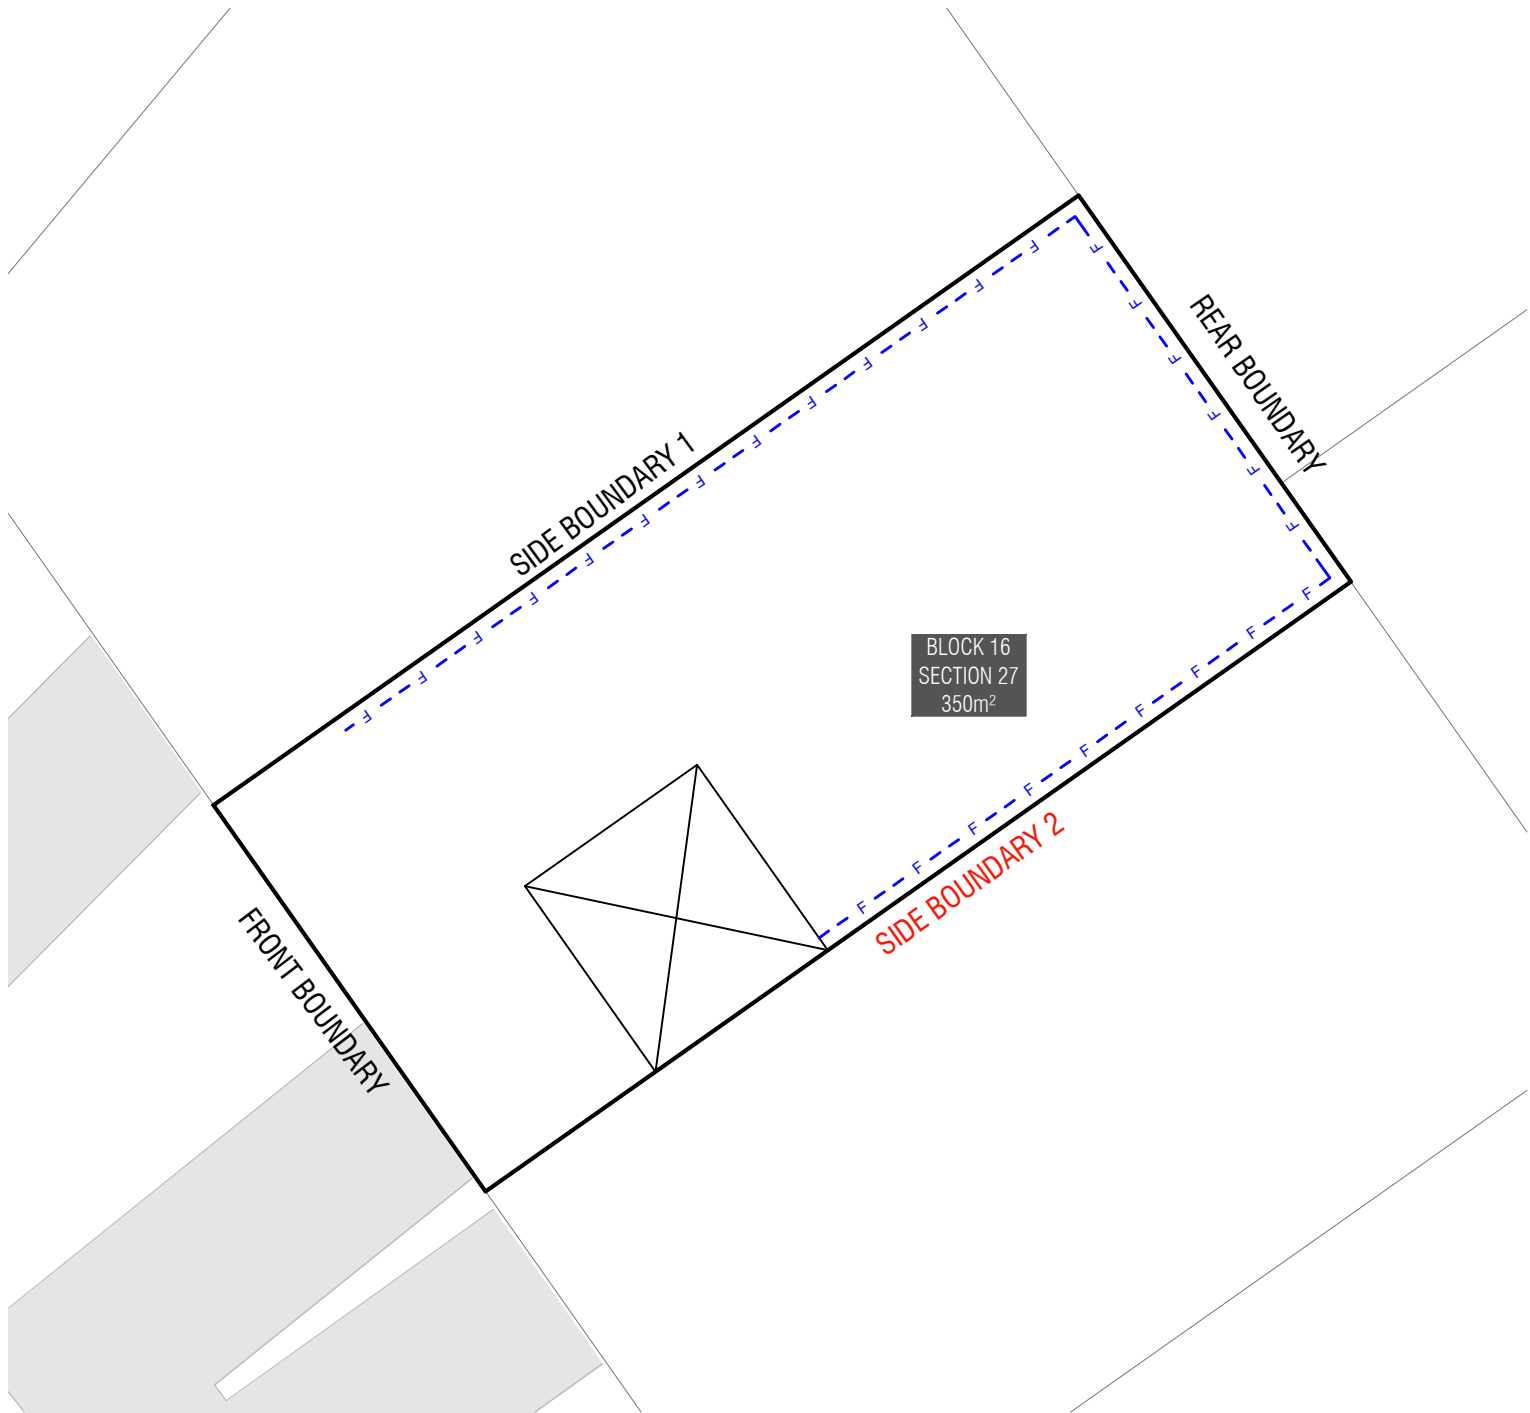 REAR BOUNDARY
SIDE BOUNDARY 1
BLOCK 16
SECTION 27
350m²
SIDE BOUNDARY 2
FRONT BOUNDARY
F F F F F F F F F F F F F
F F F F F F
F F F F F F F F F